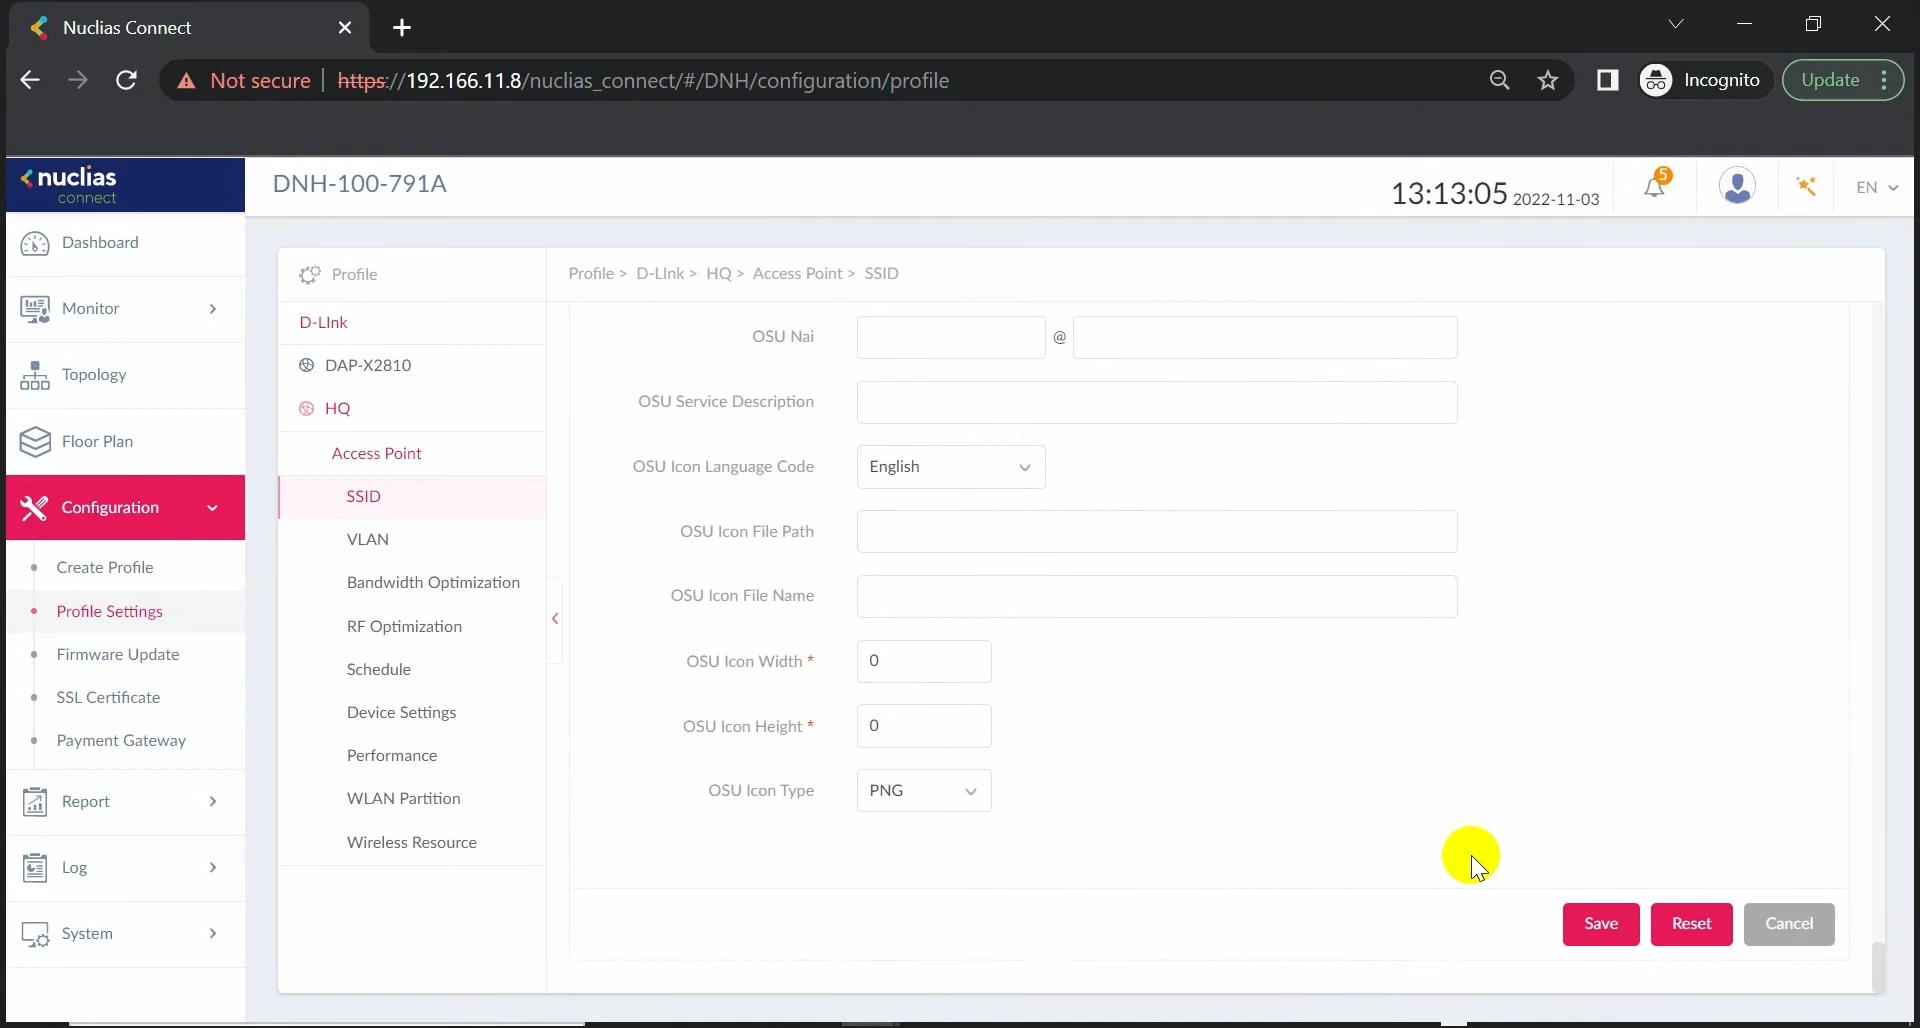 Nuclias Connect
Not secure | https://192.166.11.8/nuclias_connect/#/DNH/configuration/profile
Incognito
Update
nuclias
connect
DNH-100-791A
13:13:05 2022-11-03
5
EN
Dashboard
Monitor
Topology
Floor Plan
Configuration
Create Profile
Profile Settings
Firmware Update
SSL Certificate
Payment Gateway
Report
Log
System
Profile
D-LInk
DAP-X2810
HQ
Access Point
SSID
VLAN
Bandwidth Optimization
RF Optimization
Schedule
Device Settings
Performance
WLAN Partition
Wireless Resource
Profile > D-LInk > HQ > Access Point > SSID
OSU Nai @
OSU Service Description
OSU Icon Language Code English
OSU Icon File Path
OSU Icon File Name
OSU Icon Width * 0
OSU Icon Height * 0
OSU Icon Type PNG
Save Reset Cancel